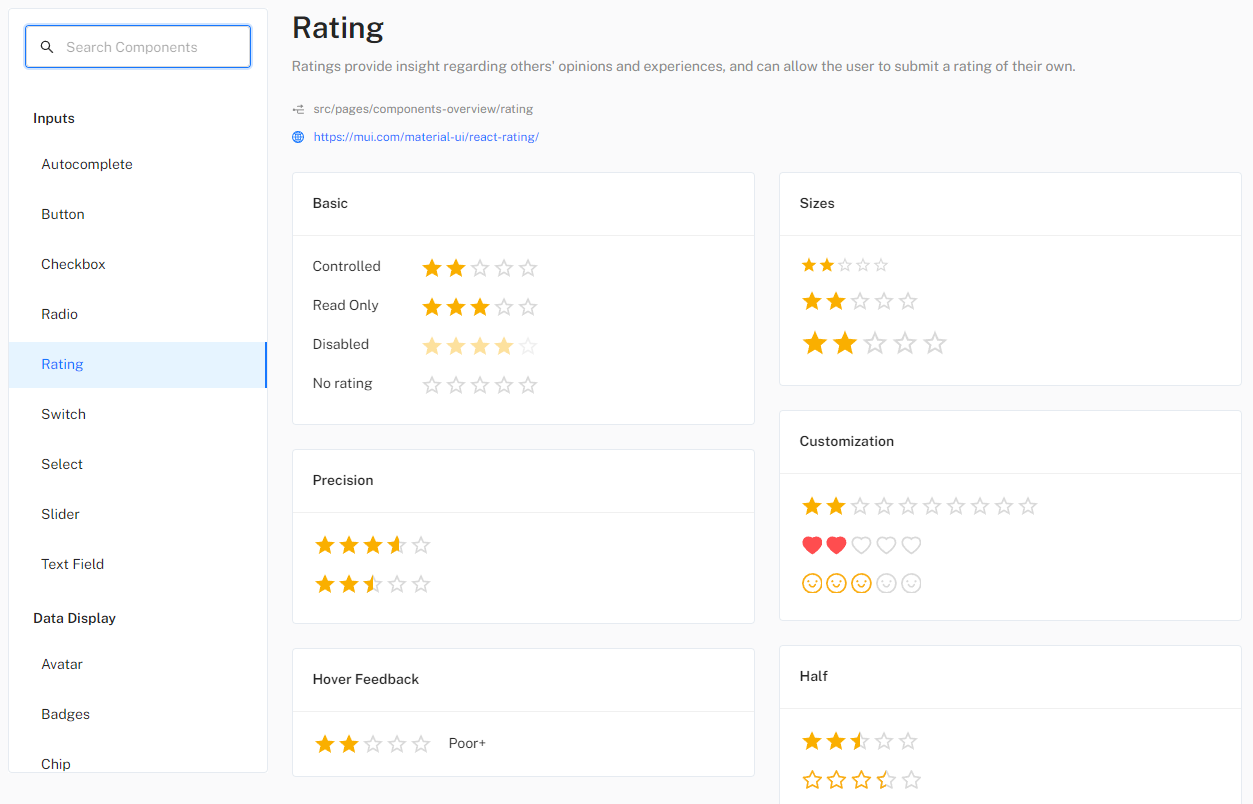 Search Components
Inputs
Autocomplete
Button
Checkbox
Radio
Rating
Switch
Select
Slider
Text Field
Data Display
Avatar
Badges
Chip
Rating
Ratings provide insight regarding others' opinions and experiences, and can allow the user to submit a rating of their own.
src/pages/components-overview/rating
https://mui.com/material-ui/react-rating/
Basic
Controlled
Read Only
Disabled
No rating
Precision
Hover Feedback
Poor+
Sizes
Customization
Half